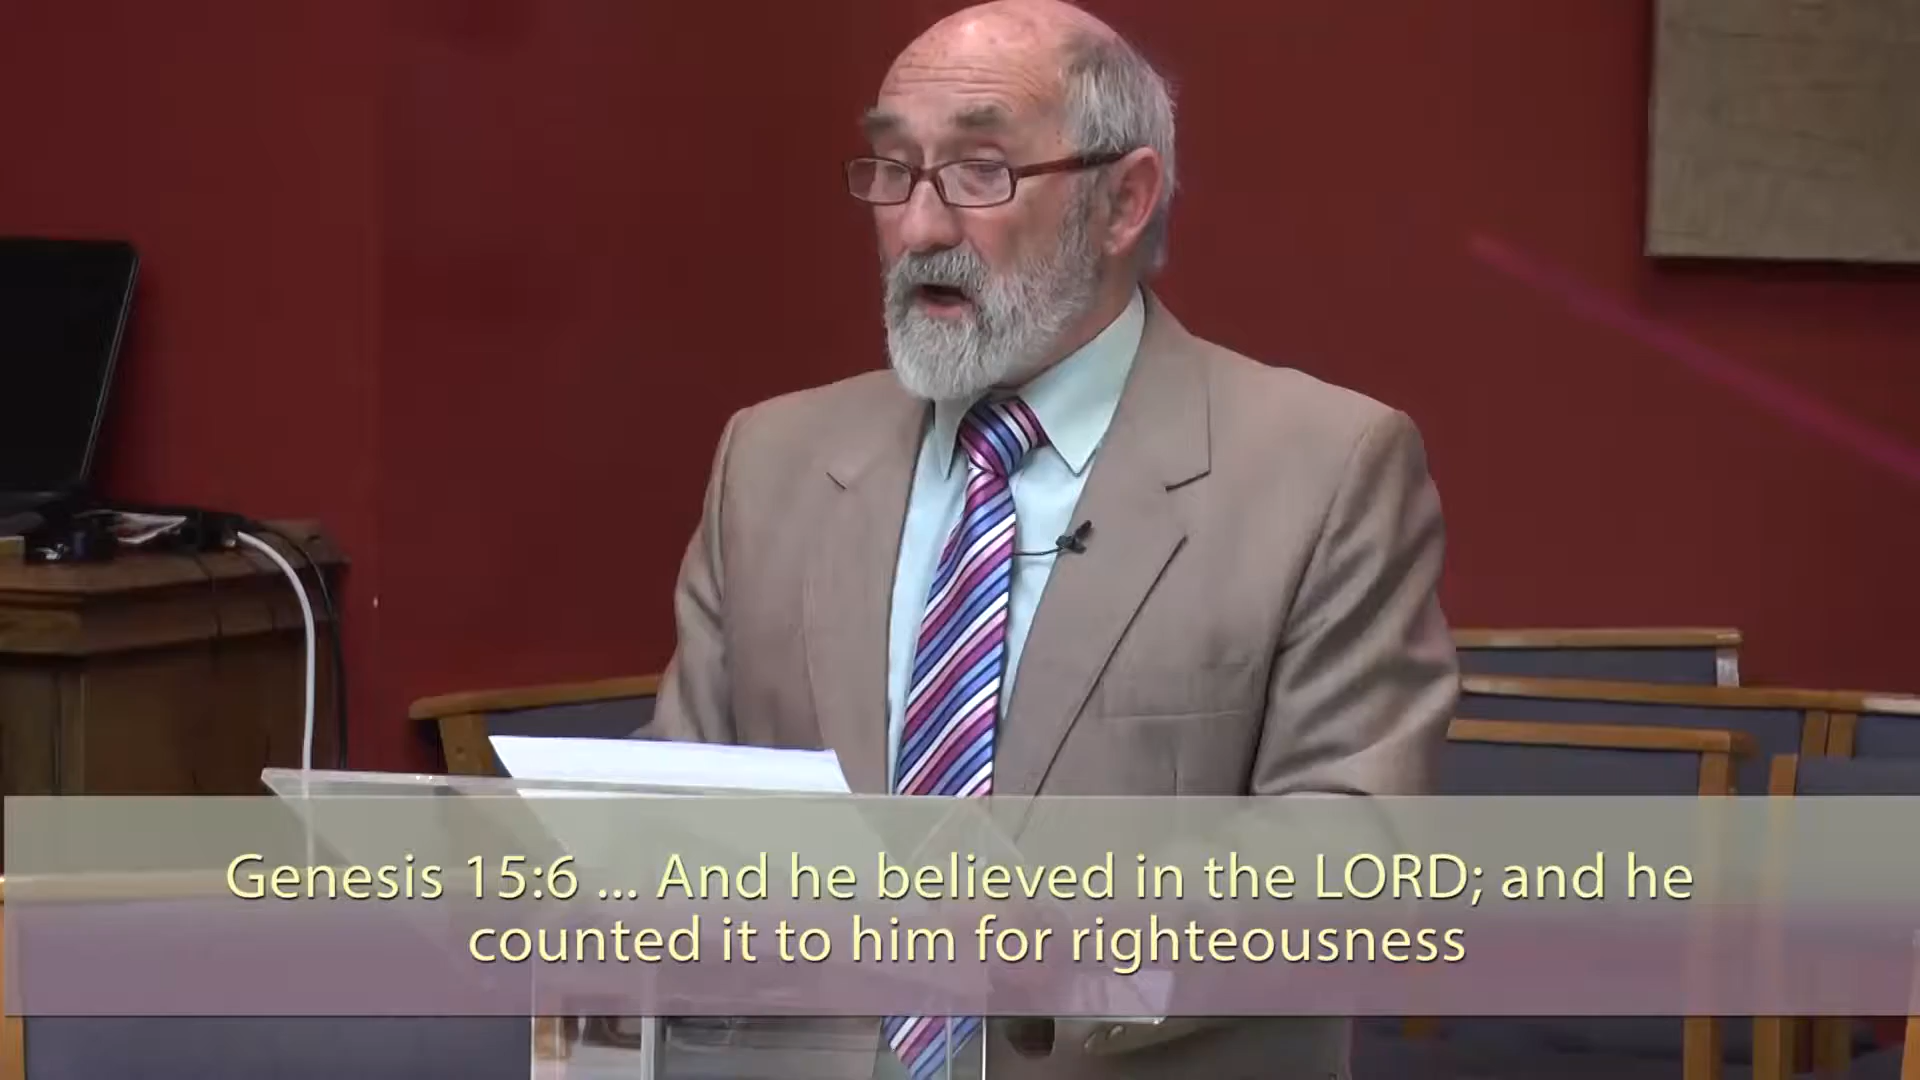 Genesis 15:6 ... And he believed in the LORD; and he
counted it to him for righteousness